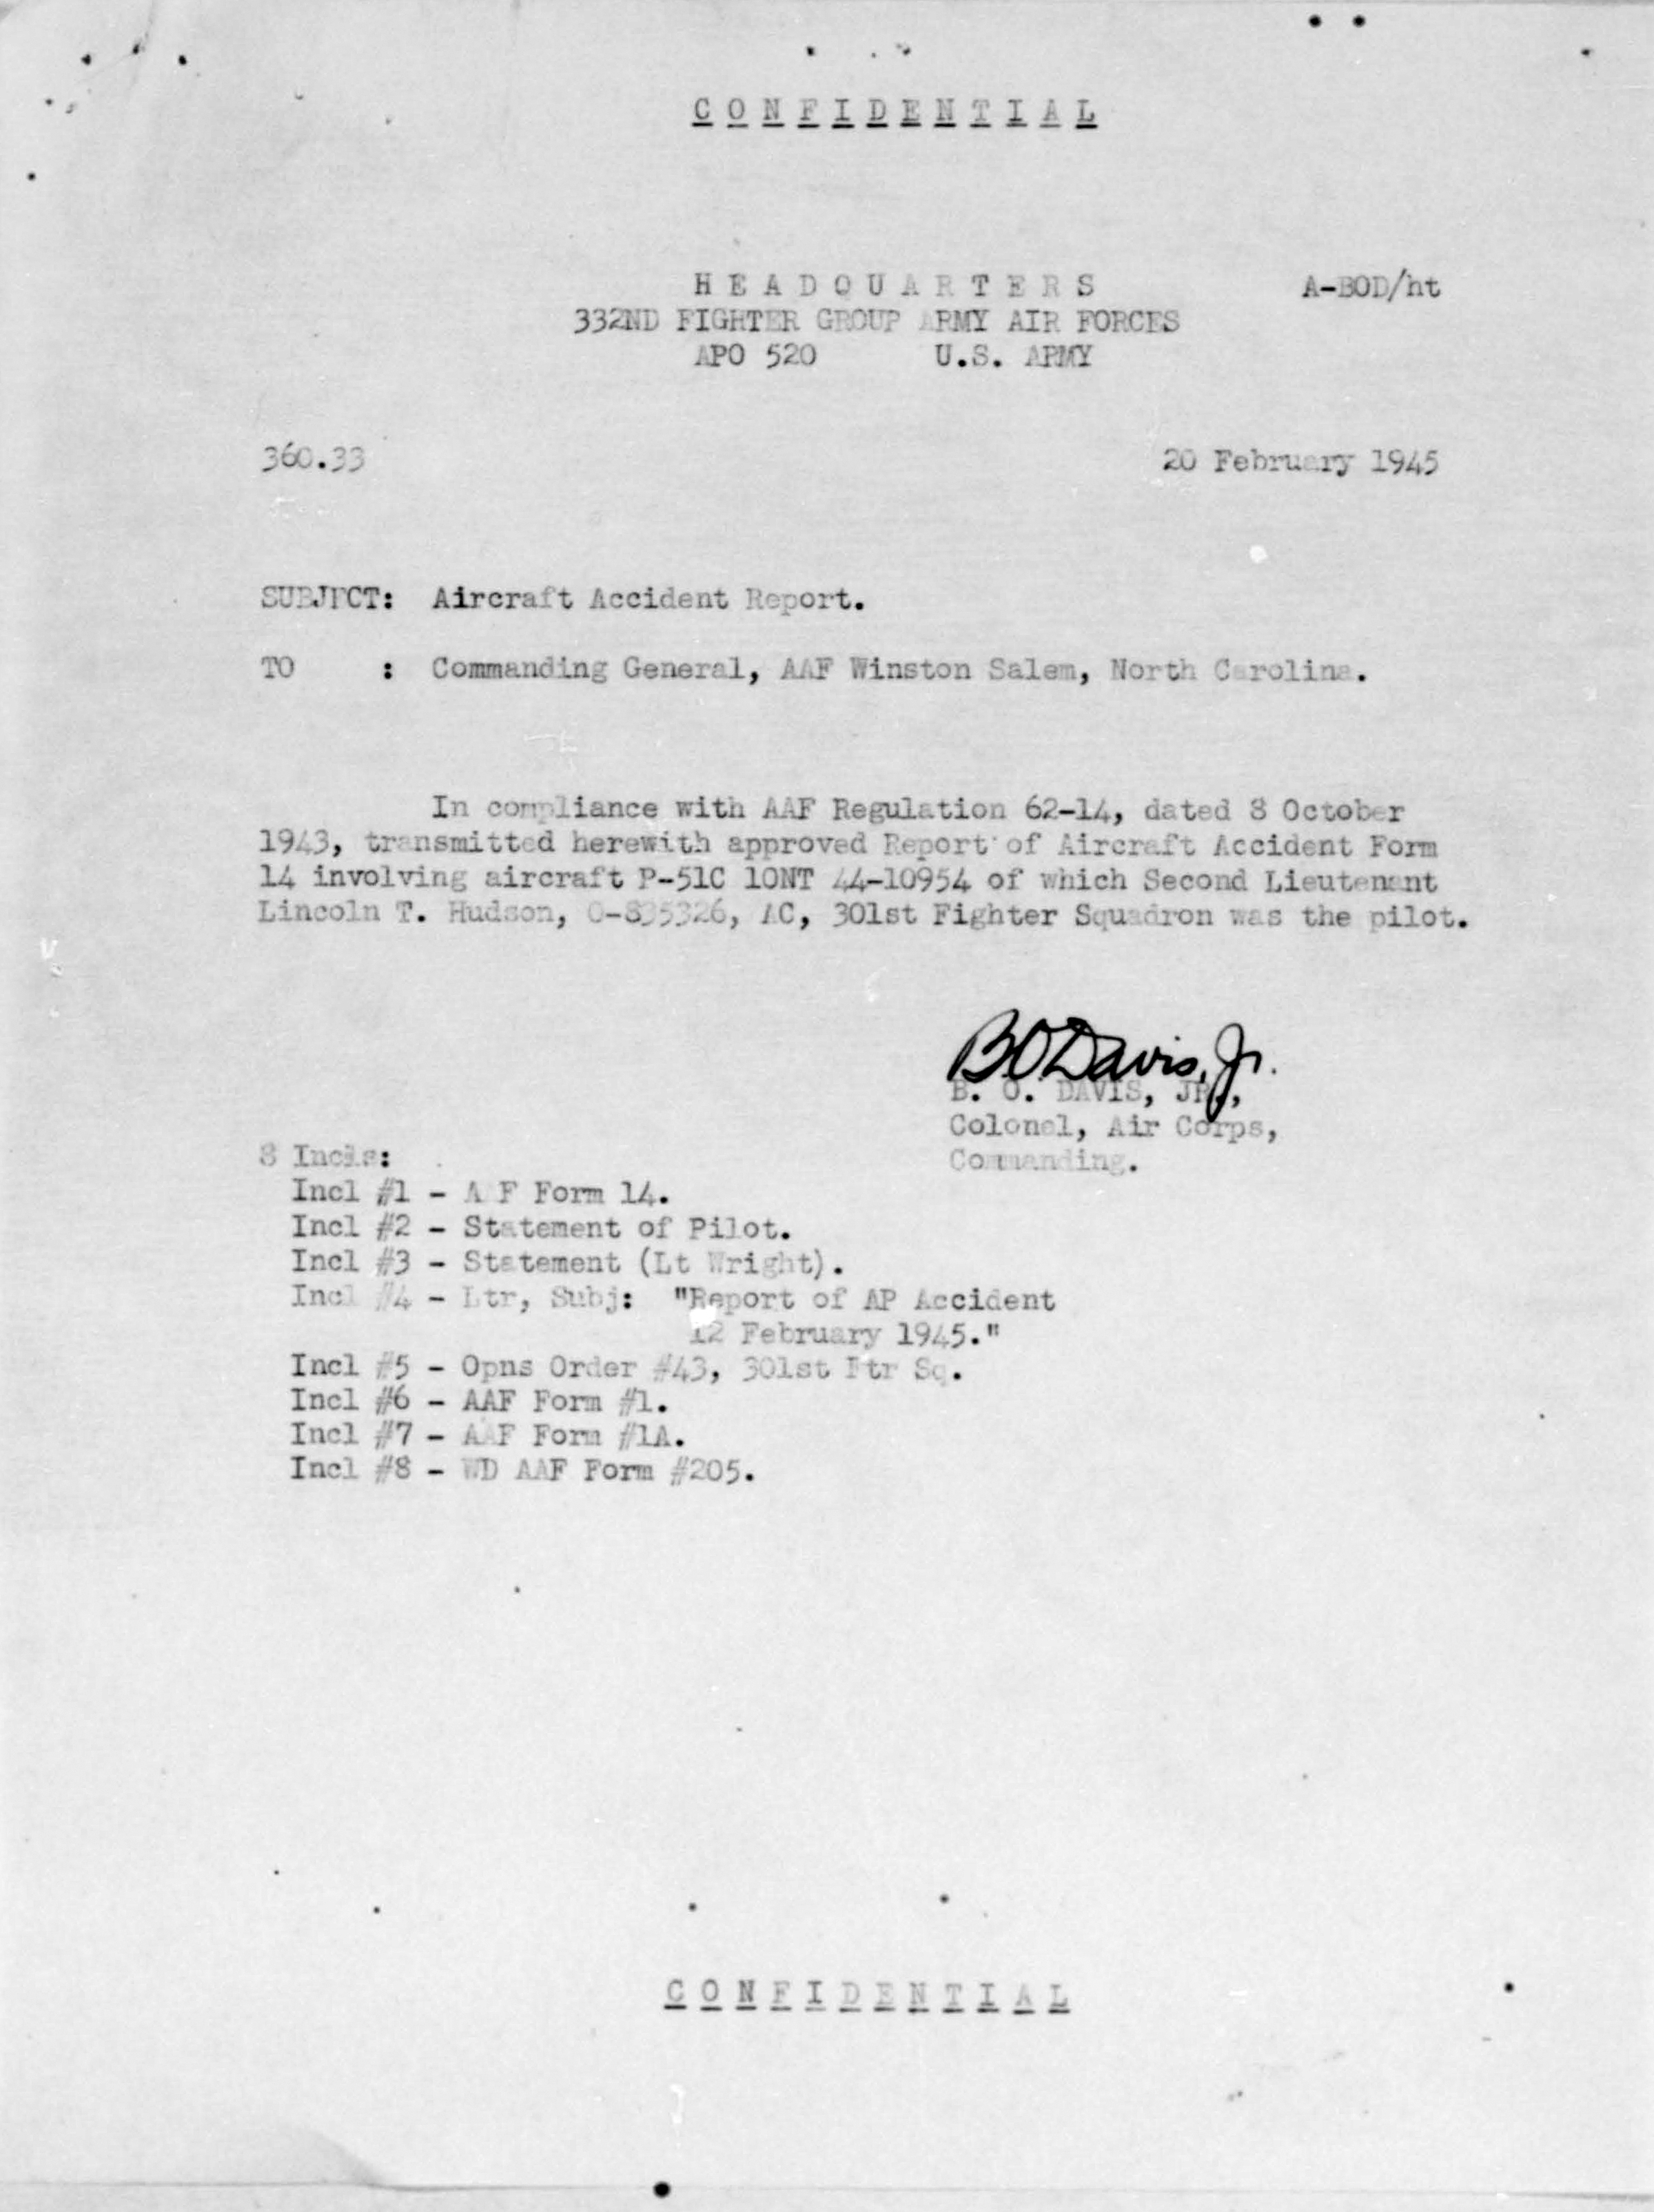 CONFIDENTIAL
HEADQUARTERS A-BOD/ht
332ND FIGHTER GROUP ARMY AIR FORCES
APO 520 U.S. ARMY
360.33 20 February 1945
SUBJECT: Aircraft Accident Report.
TO : Commanding General, AAF Winston Salem, North Carolina.
In compliance with AAF Regulation 62-14, dated 8 October
1943, transmitted herewith approved Report of Aircraft Accident Form
14 involving aircraft P-51C 10NT 44-10954 of which Second Lieutenant
Lincoln T. Hudson, O-835326, AC, 301st Fighter Squadron was the pilot.
B.O.Davis, Jr.
B. O. DAVIS, JR.,
Colonel, Air Corps,
Commanding.
8 Incls:
Incl #1 - AAF Form 14.
Incl #2 - Statement of Pilot.
Incl #3 - Statement (Lt Wright).
Incl #4 - Ltr, Subj: "Report of AP Accident
12 February 1945."
Incl #5 - Opns Order #43, 301st Ftr Sq.
Incl #6 - AAF Form #1.
Incl #7 - AAF Form #1A.
Incl #8 - WD AAF Form #205.
CONFIDENTIAL